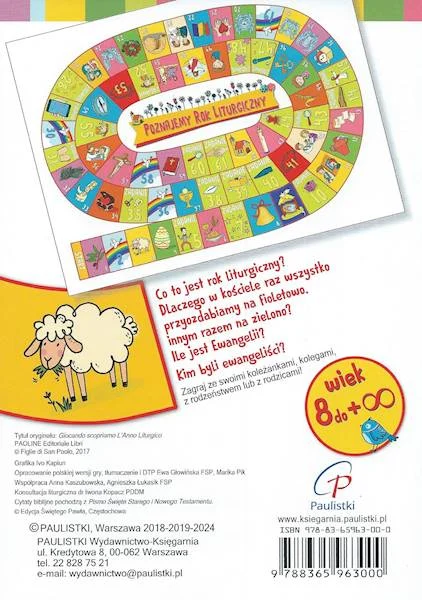 POZNAJEMY ROK LITURGICZNY
Co to jest rok liturgiczny?
Dlaczego w kościele raz wszystko
przyozdabiamy na fioletowo,
innym razem na zielono?
Ile jest Ewangelii?
Kim byli ewangeliści?
Zagraj ze swoimi koleżankami, kolegami,
z rodzeństwem lub z rodzicami!
wiek
8 do +∞
Tytuł oryginału: Giocando scopriamo L'Anno Liturgico
PAOLINE Editoriale Libri
© Figlie di San Paolo, 2017
Grafika Ivo Kapluri
Opracowanie polskiej wersji gry, tłumaczenie i DTP Ewa Głowińska FSP, Marika Pik
Współpraca Anna Kaszubowska, Agnieszka Łukasik FSP
Konsultacja liturgiczna dr Iwona Kopacz PDDM
Cytaty biblijne pochodzą z Pisma Święte Starego i Nowego Testamentu.
© Edycja Świętego Pawła, Częstochowa
© PAULISTKI, Warszawa 2018-2019-2024
PAULISTKI Wydawnictwo-Księgarnia
ul. Kredytowa 8, 00-062 Warszawa
tel. 22 828 75 21
e-mail: wydawnictwo@paulistki.pl
Paulistki
www.ksiegarnia.paulistki.pl
ISBN 978-83-65963-00-0
9 788365 963000